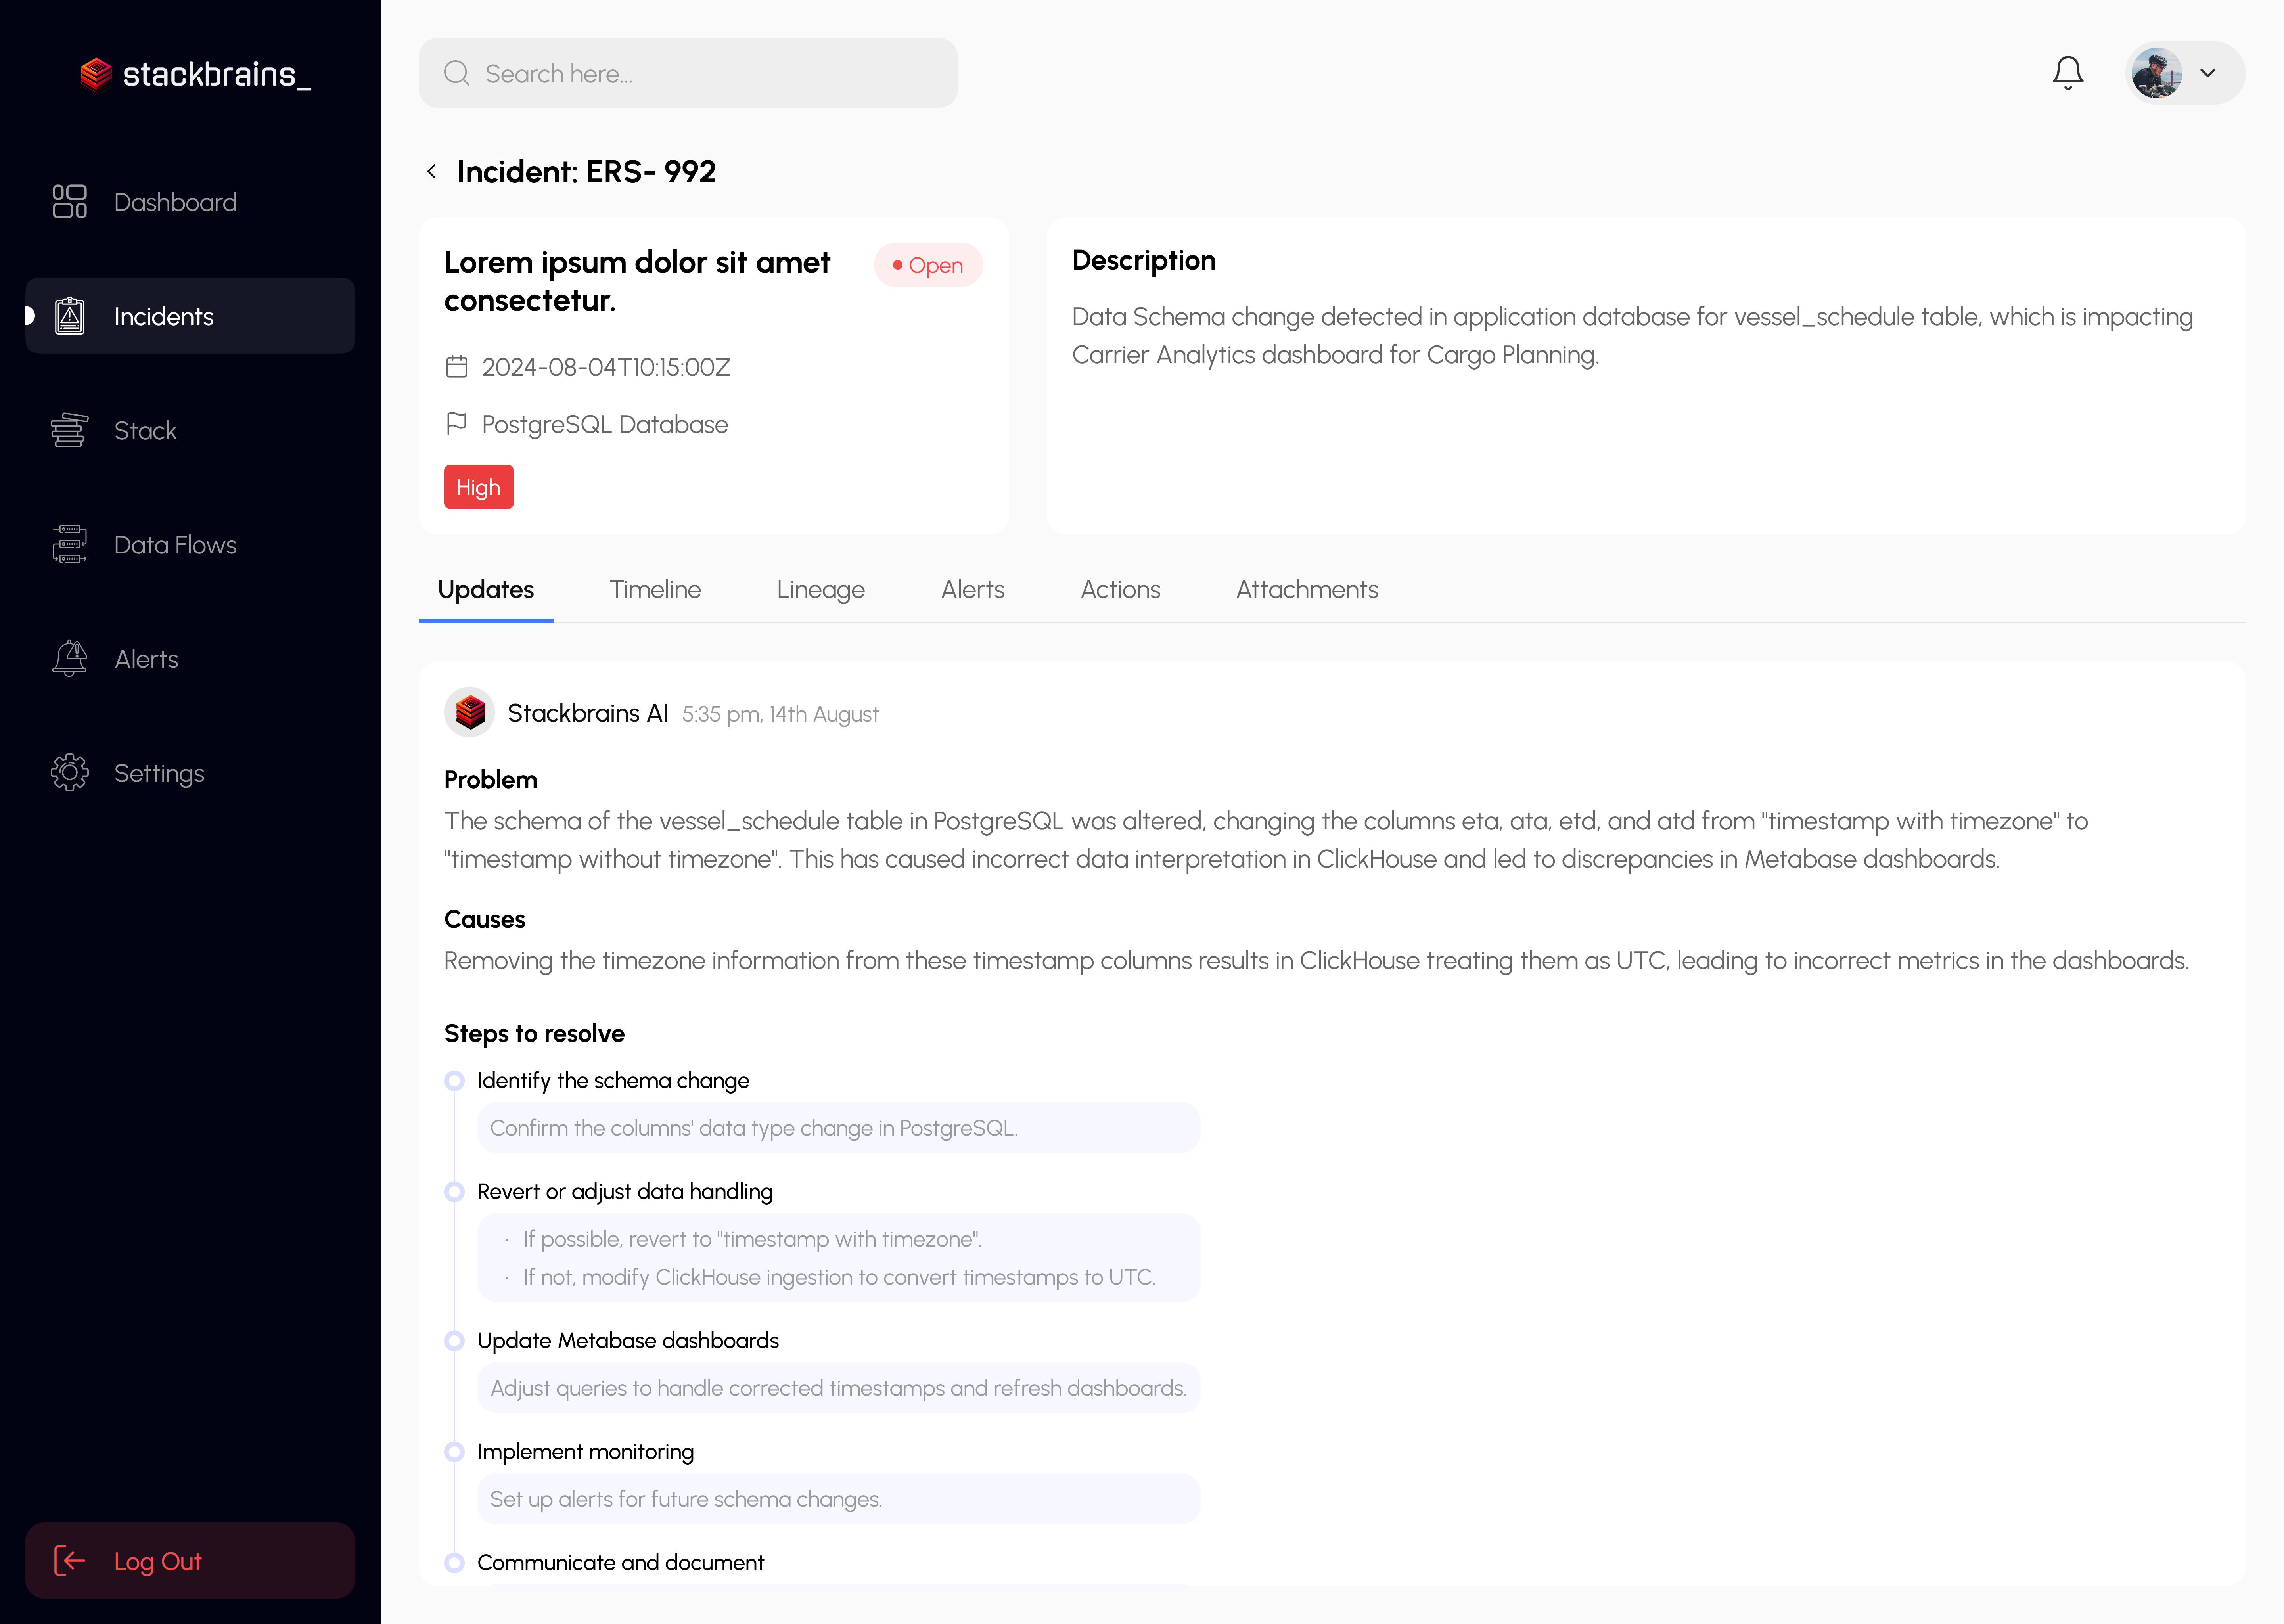 stackbrains_
Search here...
Dashboard
Incidents
Stack
Data Flows
Alerts
Settings
Log Out
Incident: ERS- 992
Lorem ipsum dolor sit amet
consectetur.
Open
2024-08-04T10:15:00Z
PostgreSQL Database
High
Description
Data Schema change detected in application database for vessel_schedule table, which is impacting
Carrier Analytics dashboard for Cargo Planning.
Updates Timeline Lineage Alerts Actions Attachments
Stackbrains AI 5:35 pm, 14th August
Problem
The schema of the vessel_schedule table in PostgreSQL was altered, changing the columns eta, ata, etd, and atd from "timestamp with timezone" to
"timestamp without timezone". This has caused incorrect data interpretation in ClickHouse and led to discrepancies in Metabase dashboards.
Causes
Removing the timezone information from these timestamp columns results in ClickHouse treating them as UTC, leading to incorrect metrics in the dashboards.
Steps to resolve
Identify the schema change
Confirm the columns' data type change in PostgreSQL.
Revert or adjust data handling
· If possible, revert to "timestamp with timezone".
· If not, modify ClickHouse ingestion to convert timestamps to UTC.
Update Metabase dashboards
Adjust queries to handle corrected timestamps and refresh dashboards.
Implement monitoring
Set up alerts for future schema changes.
Communicate and document